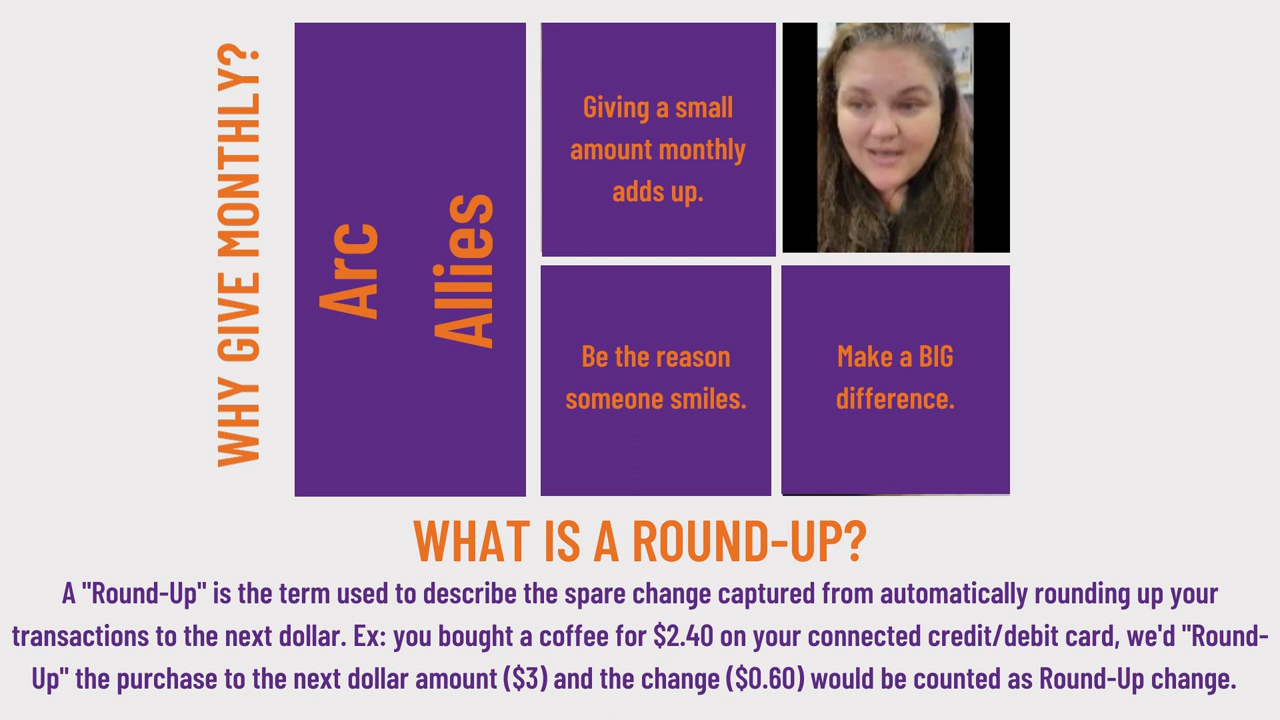 WHY GIVE MONTHLY?
Arc
Allies
Giving a small
amount monthly
adds up.
Be the reason
someone smiles.
Make a BIG
difference.
WHAT IS A ROUND-UP?
A "Round-Up" is the term used to describe the spare change captured from automatically rounding up your
transactions to the next dollar. Ex: you bought a coffee for $2.40 on your connected credit/debit card, we'd "Round-
Up" the purchase to the next dollar amount ($3) and the change ($0.60) would be counted as Round-Up change.